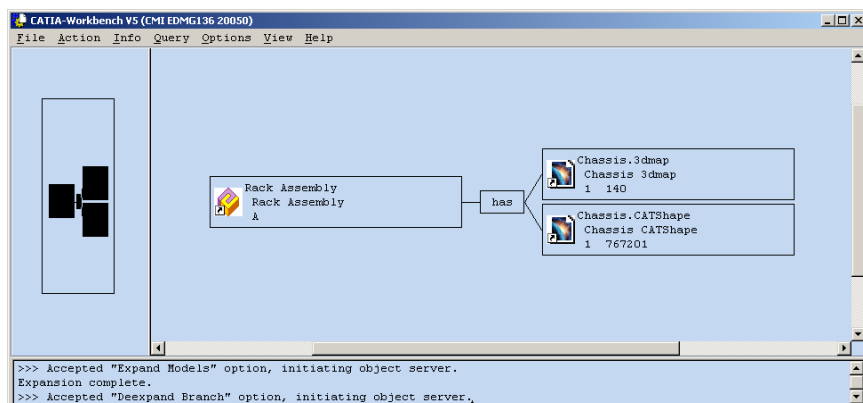 CATIA-Workbench V5 (CMI EDMG136 20050)
File Action Info Query Options View Help
Rack Assembly
Rack Assembly
A
has
Chassis.3dmap
Chassis 3dmap
1 140
Chassis.CATShape
Chassis CATShape
1 767201
>>> Accepted "Expand Models" option, initiating object server.
Expansion complete.
>>> Accepted "Deexpand Branch" option, initiating object server.